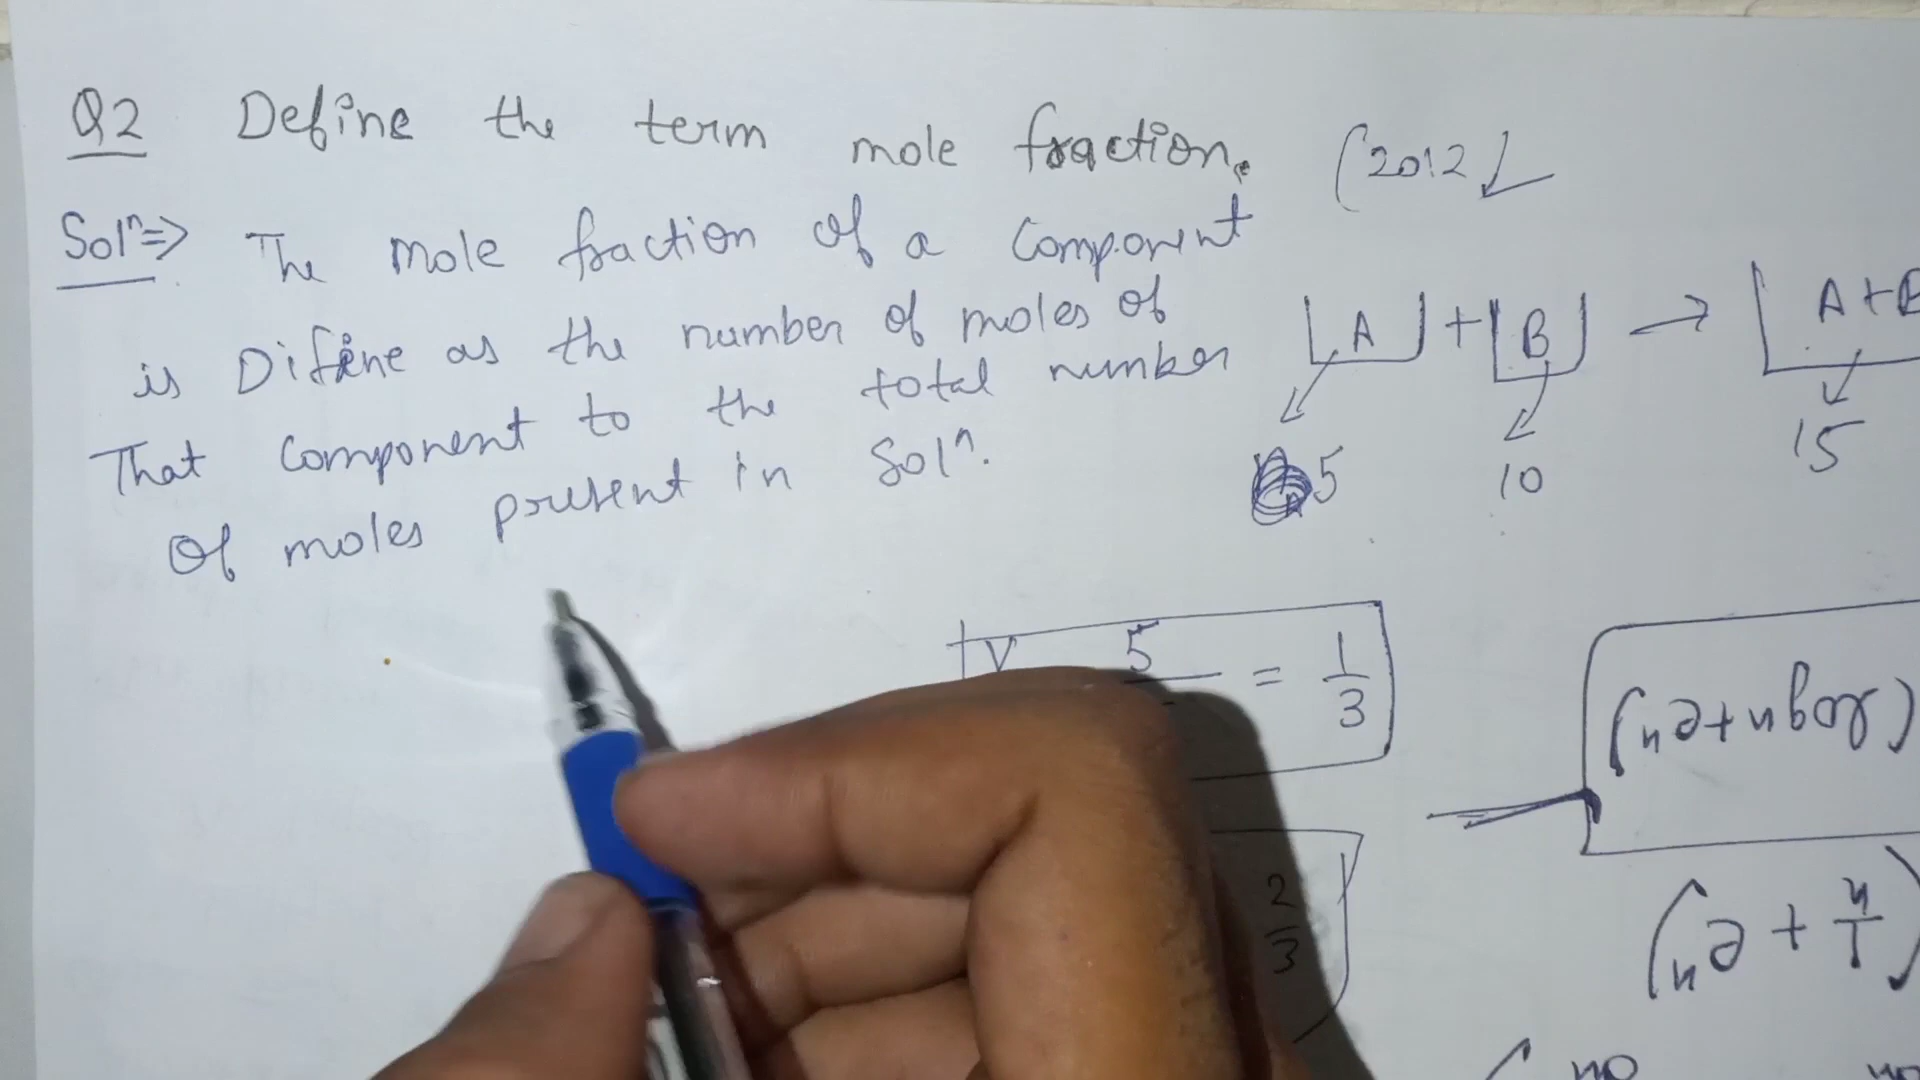 Q2 Define the term mole fraction. (2012)
Solⁿ=> The mole fraction of a component
is Difine as the number of moles of
That component to the total number
Of moles present in Solⁿ.
A + B → A+B
5 10 15
5 = 1/3
2/3